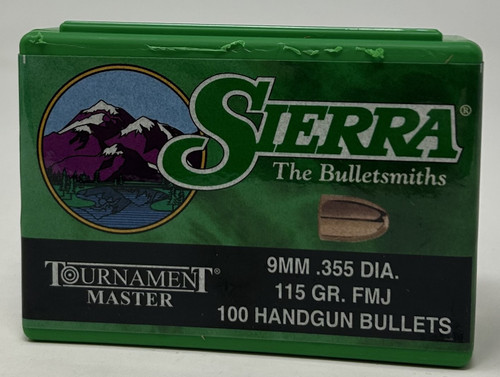 SIERRA®
The Bulletsmiths
TOURNAMENT®
MASTER
9MM .355 DIA.
115 GR. FMJ
100 HANDGUN BULLETS